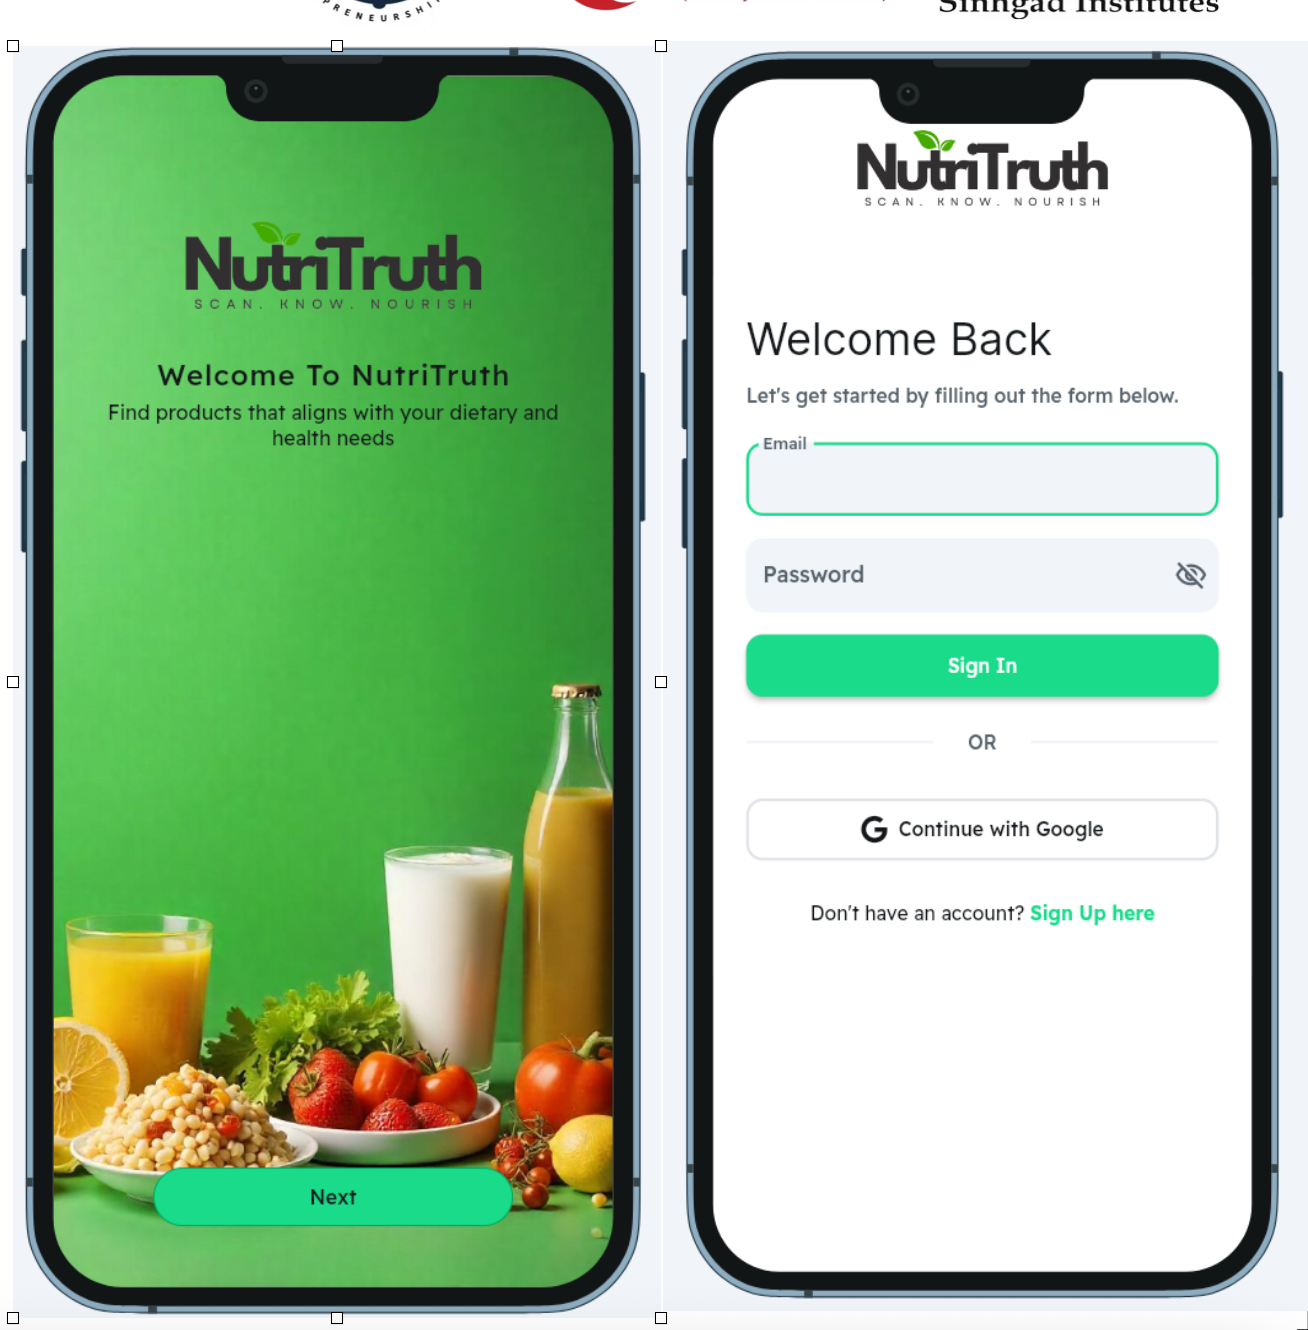 PRENEURSHIP
Sinhgad Institutes
NutriTruth
SCAN. KNOW. NOURISH
Welcome To NutriTruth
Find products that aligns with your dietary and
health needs
Next
NutriTruth
SCAN. KNOW. NOURISH
Welcome Back
Let's get started by filling out the form below.
Email
Password
Sign In
OR
G Continue with Google
Don't have an account? Sign Up here